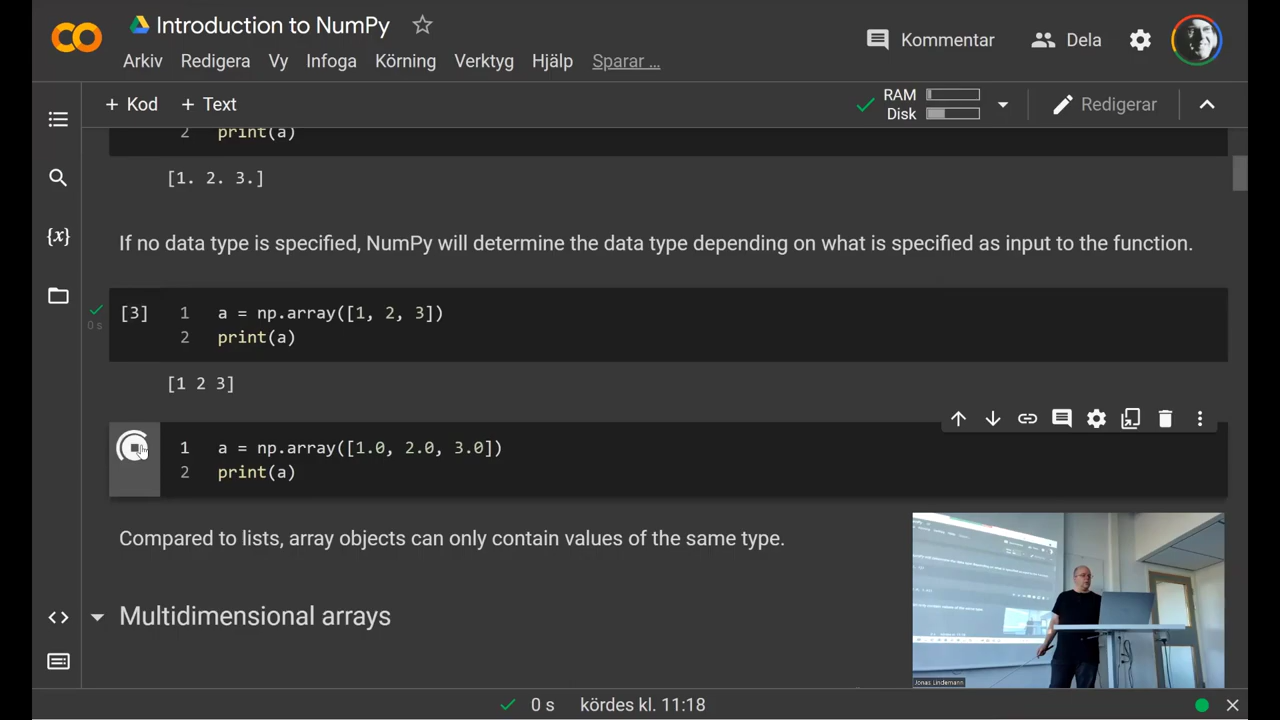 Introduction to NumPy
Kommentar
Dela
Arkiv Redigera Vy Infoga Körning Verktyg Hjälp Sparar ...
+ Kod + Text
RAM
Disk
Redigerar
2 print(a)
[1. 2. 3.]
{x}
If no data type is specified, NumPy will determine the data type depending on what is specified as input to the function.
[3] 1 a = np.array([1, 2, 3])
0 s
2 print(a)
[1 2 3]
1 a = np.array([1.0, 2.0, 3.0])
2 print(a)
Compared to lists, array objects can only contain values of the same type.
Multidimensional arrays
Jonas Lindemann
0 s kördes kl. 11:18